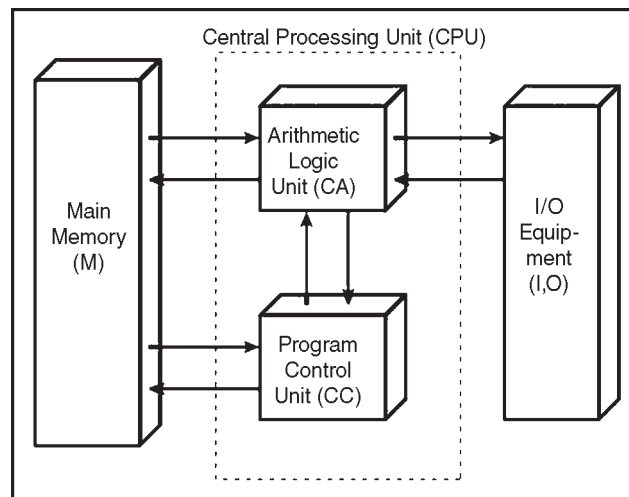 Central Processing Unit (CPU)
Main
Memory
(M)
Arithmetic
Logic
Unit (CA)
Program
Control
Unit (CC)
I/O
Equip-
ment
(I,O)